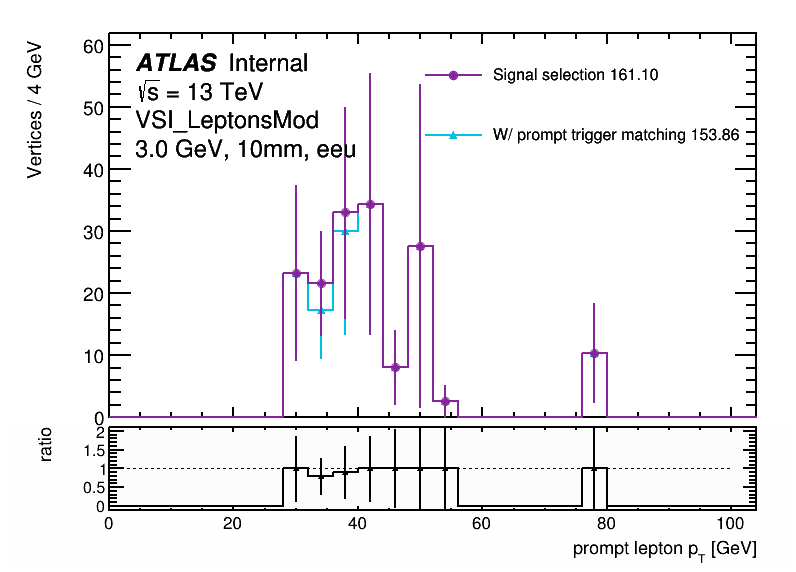 ATLAS Internal
√s = 13 TeV
VSI_LeptonsMod
3.0 GeV, 10mm, eeu
Signal selection 161.10
W/ prompt trigger matching 153.86
Vertices / 4 GeV
60
50
40
30
20
10
0
ratio
2
1.5
1
0.5
0
0 20 40 60 80 100
prompt lepton p_T [GeV]